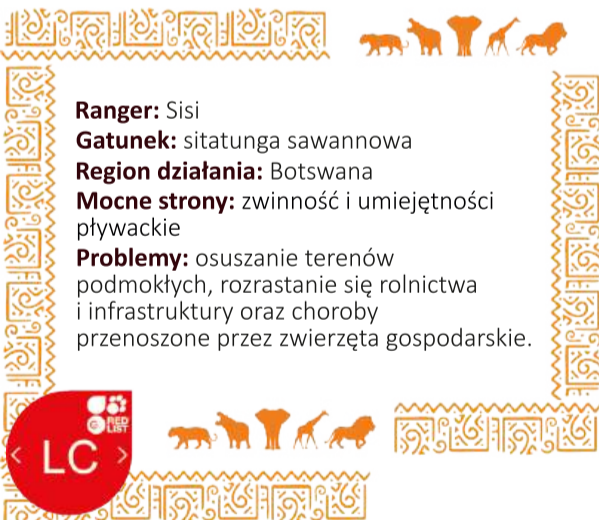 Ranger: Sisi
Gatunek: sitatunga sawannowa
Region działania: Botswana
Mocne strony: zwinność i umiejętności
pływackie
Problemy: osuszanie terenów
podmokłych, rozrastanie się rolnictwa
i infrastruktury oraz choroby
przenoszone przez zwierzęta gospodarskie.
RED
LIST
< LC >